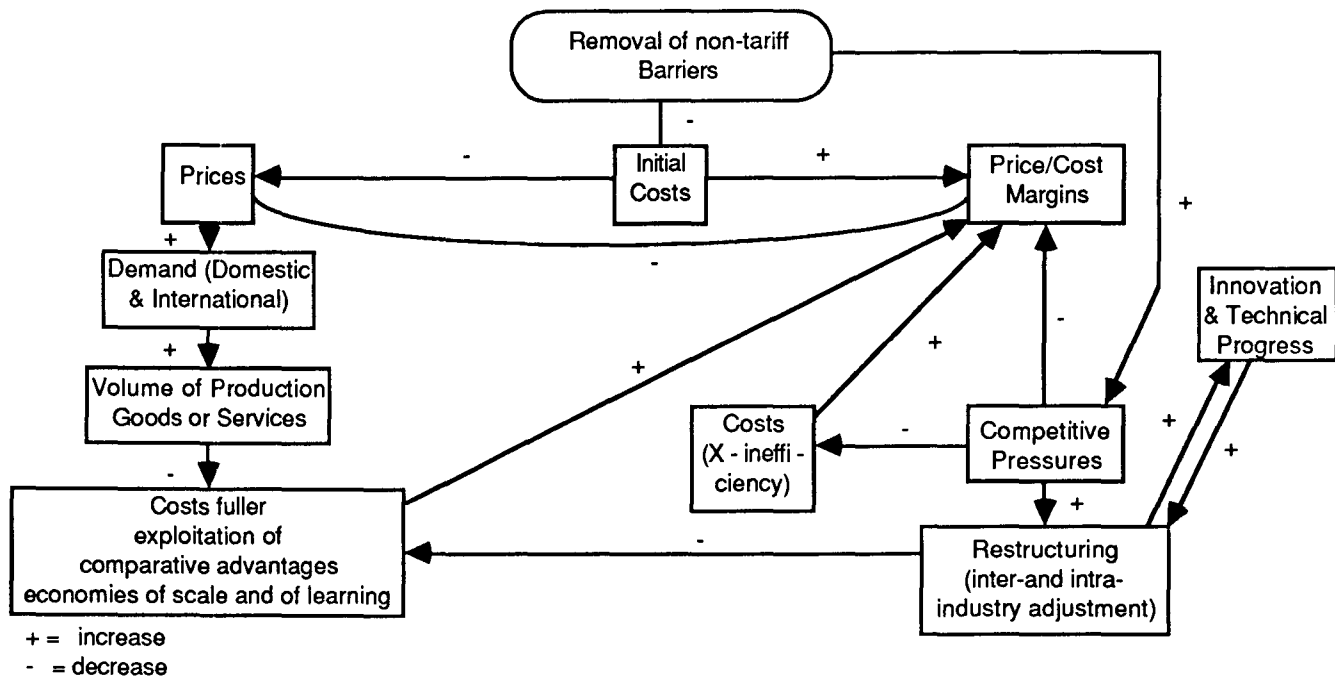 Removal of non-tariff
Barriers
-
+
Prices
-
Initial
Costs
+
Price/Cost
Margins
+
-
Demand (Domestic
& International)
+
Volume of Production
Goods or Services
-
Costs fuller
exploitation of
comparative advantages
economies of scale and of learning
+
+
-
Costs
(X - ineffi -
ciency)
-
Competitive
Pressures
+
Innovation
& Technical
Progress
+
+
-
Restructuring
(inter-and intra-
industry adjustment)
+ = increase
- = decrease